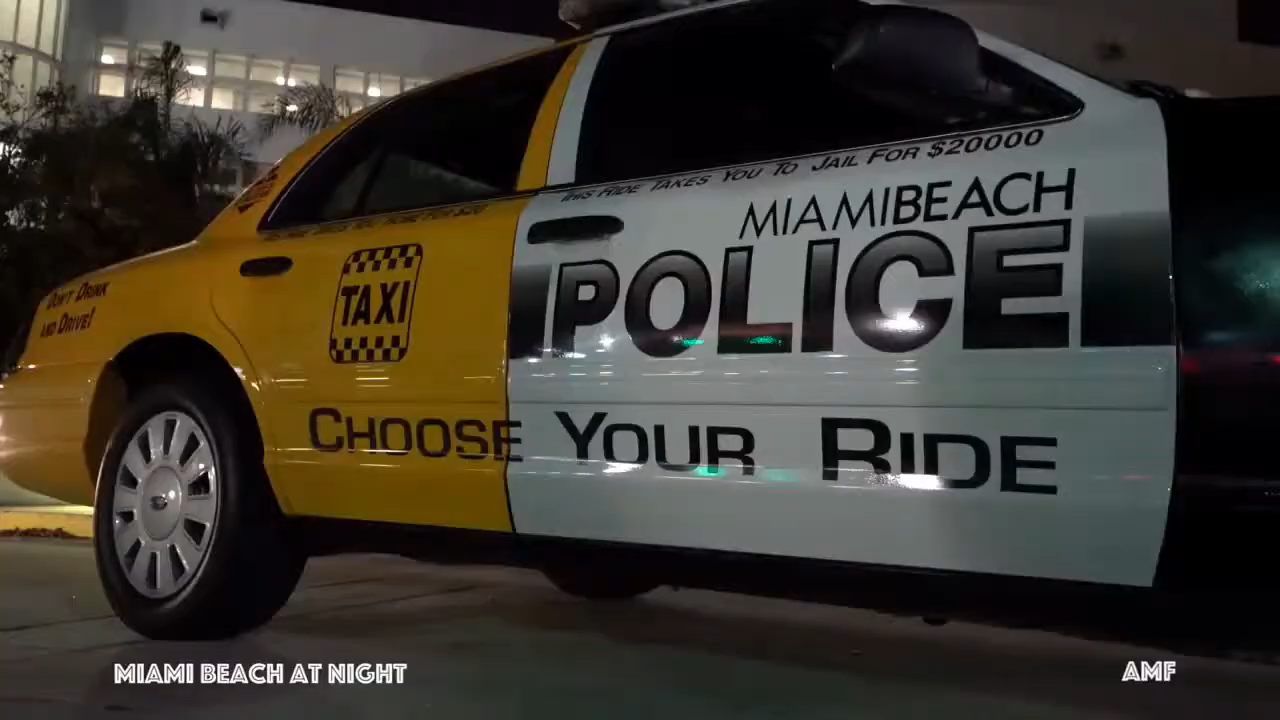 THIS RIDE TAKES YOU TO JAIL FOR $20000
MIAMIBEACH
POLICE
TAXI
DON'T DRINK
AND DRIVE!
CHOOSE YOUR RIDE
MIAMI BEACH AT NIGHT
AMF